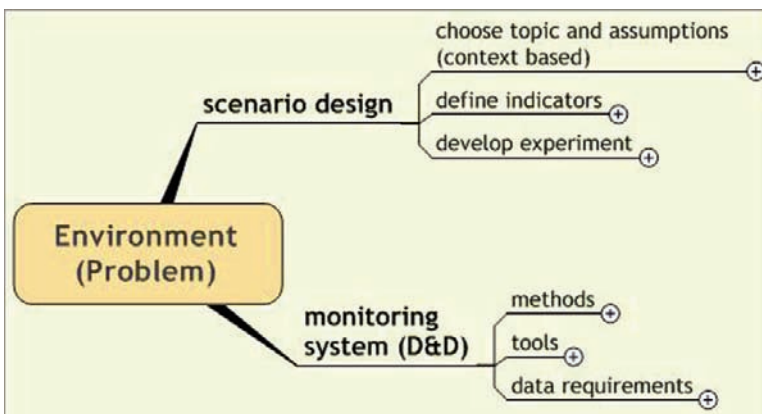 choose topic and assumptions
(context based)
scenario design
define indicators
develop experiment
Environment
(Problem)
monitoring
system (D&D)
methods
tools
data requirements